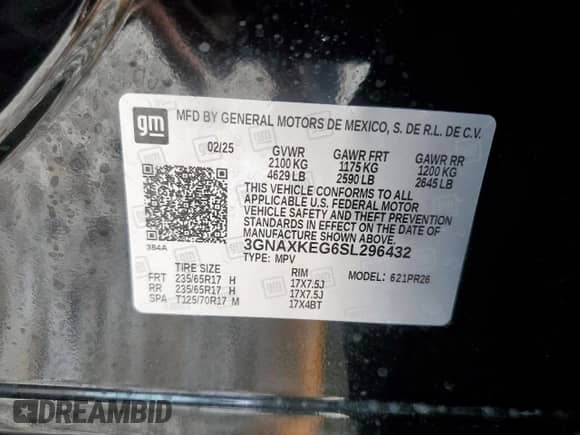 gm
MFD BY GENERAL MOTORS DE MEXICO, S. DE R.L. DE C.V.
02/25 GVWR GAWR FRT GAWR RR
2100 KG 1175 KG 1200 KG
4629 LB 2590 LB 2645 LB
THIS VEHICLE CONFORMS TO ALL
APPLICABLE U.S. FEDERAL MOTOR
VEHICLE SAFETY AND THEFT PREVENTION
STANDARDS IN EFFECT ON THE DATE OF
MANUFACTURE SHOWN ABOVE.
3GNAXKEG6SL296432
TYPE: MPV MODEL: 621PR26
3B4A
TIRE SIZE RIM
FRT 235/65R17 H 17X7.5J
RR 235/65R17 H 17X7.5J
SPA T125/70R17 M 17X4BT
DREAMBID